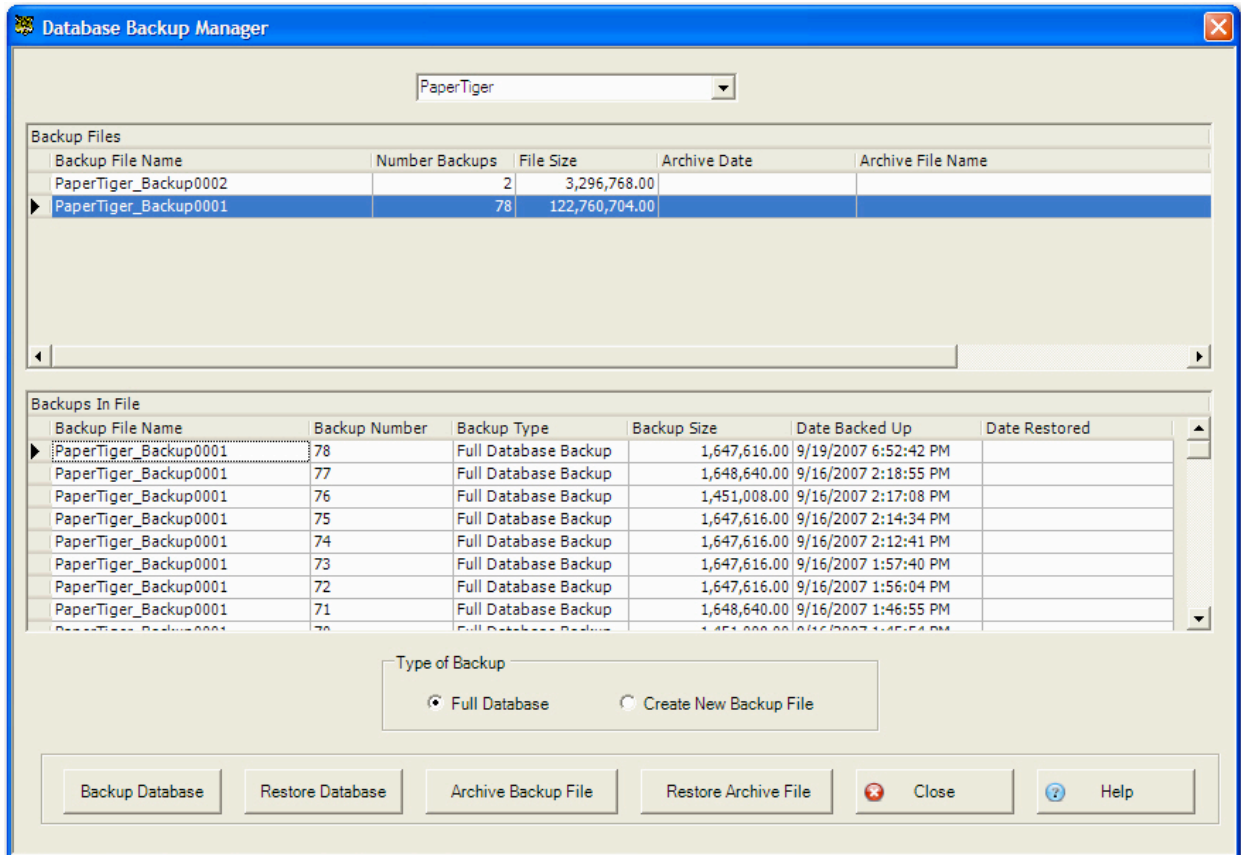 Database Backup Manager
PaperTiger
Backup Files
Backup File Name Number Backups File Size Archive Date Archive File Name
PaperTiger_Backup0002 2 3,296,768.00
PaperTiger_Backup0001 78 122,760,704.00
Backups In File
Backup File Name Backup Number Backup Type Backup Size Date Backed Up Date Restored
PaperTiger_Backup0001 78 Full Database Backup 1,647,616.00 9/19/2007 6:52:42 PM
PaperTiger_Backup0001 77 Full Database Backup 1,648,640.00 9/16/2007 2:18:55 PM
PaperTiger_Backup0001 76 Full Database Backup 1,451,008.00 9/16/2007 2:17:08 PM
PaperTiger_Backup0001 75 Full Database Backup 1,647,616.00 9/16/2007 2:14:34 PM
PaperTiger_Backup0001 74 Full Database Backup 1,647,616.00 9/16/2007 2:12:41 PM
PaperTiger_Backup0001 73 Full Database Backup 1,647,616.00 9/16/2007 1:57:40 PM
PaperTiger_Backup0001 72 Full Database Backup 1,647,616.00 9/16/2007 1:56:04 PM
PaperTiger_Backup0001 71 Full Database Backup 1,648,640.00 9/16/2007 1:46:55 PM
Type of Backup
Full Database Create New Backup File
Backup Database Restore Database Archive Backup File Restore Archive File Close Help